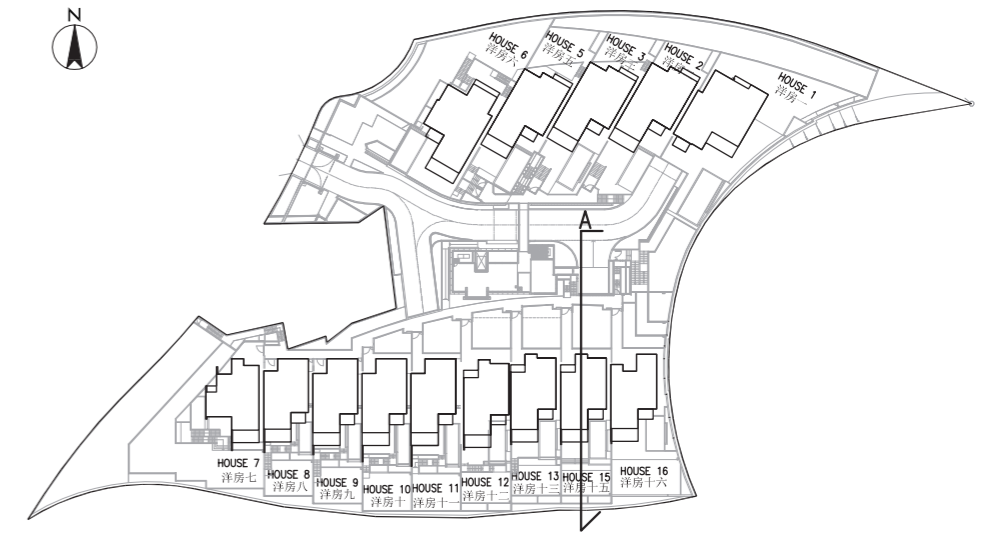 N
HOUSE 6
洋房六
HOUSE 5
洋房五
HOUSE 3
洋房三
HOUSE 2
洋房二
HOUSE 1
洋房一
A
HOUSE 7
洋房七
HOUSE 8
洋房八
HOUSE 9
洋房九
HOUSE 10
洋房十
HOUSE 11
洋房十一
HOUSE 12
洋房十二
HOUSE 13
洋房十三
HOUSE 15
洋房十五
HOUSE 16
洋房十六